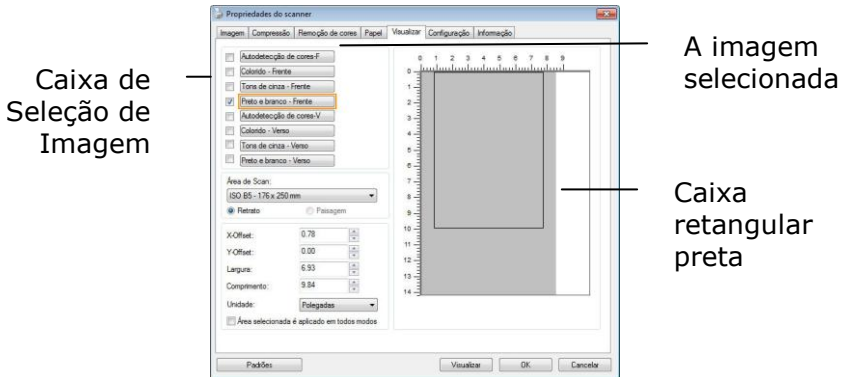 Propriedades do scanner
Imagem Compressão Remoção de cores Papel Visualizar Configuração Informação
Caixa de
Seleção de
Imagem
Autodetecglio de cores-F
Colorido - Frente
Tons de cinza - Frente
Preto e branco - Frente
Autodetecglio de cores-V
Colorido - Verso
Tons de cinza - Verso
Preto e branco - Verso
Área de Scan:
ISO B5 - 176 x 250 mm
Retrato Paisagem
X-Offset: 0.78
Y-Offset: 0.00
Largura: 6.93
Comprimento: 9.84
Unidade: Polegadas
Área selecionada é aplicado em todos modos
0 1 2 3 4 5 6 7 8 9
0
1
2
3
4
5
6
7
8
9
10
11
12
13
14
A imagem
selecionada
Caixa
retangular
preta
Padrões Visualizar OK Cancelar